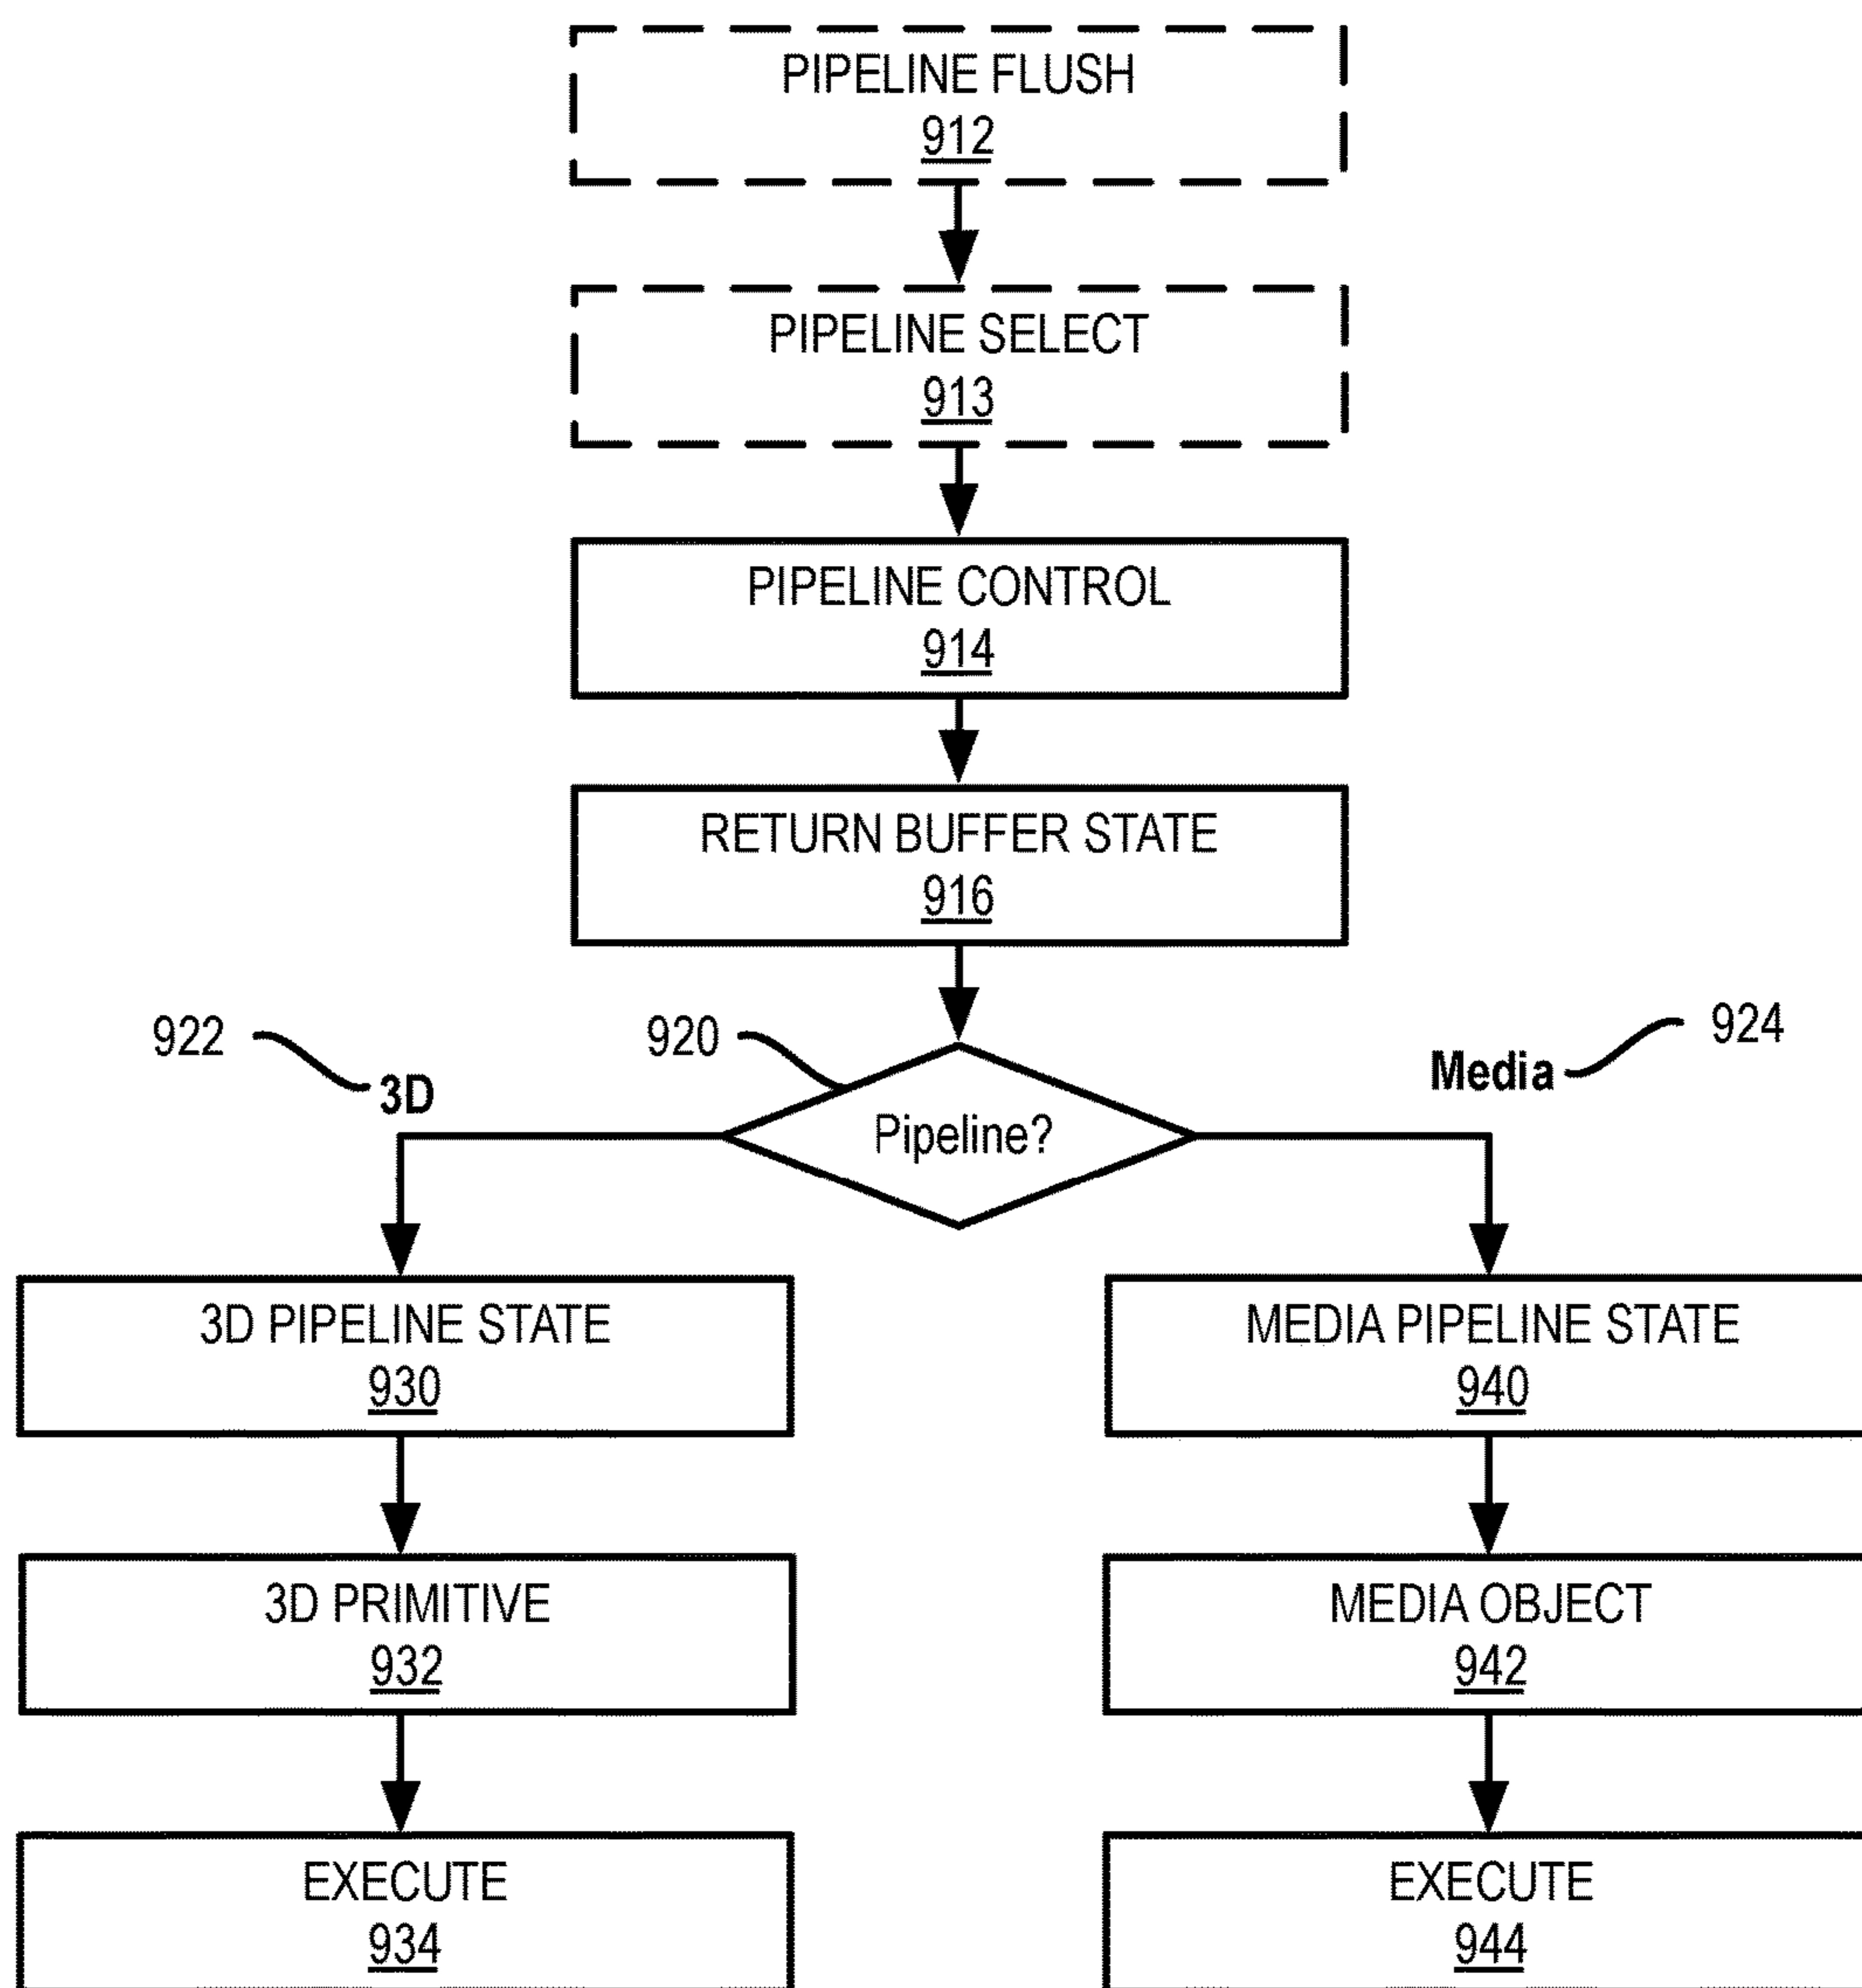 PIPELINE FLUSH
912
PIPELINE SELECT
913
PIPELINE CONTROL
914
RETURN BUFFER STATE
916
922
920
924
3D
Media
Pipeline?
3D PIPELINE STATE
930
MEDIA PIPELINE STATE
940
3D PRIMITIVE
932
MEDIA OBJECT
942
EXECUTE
934
EXECUTE
944